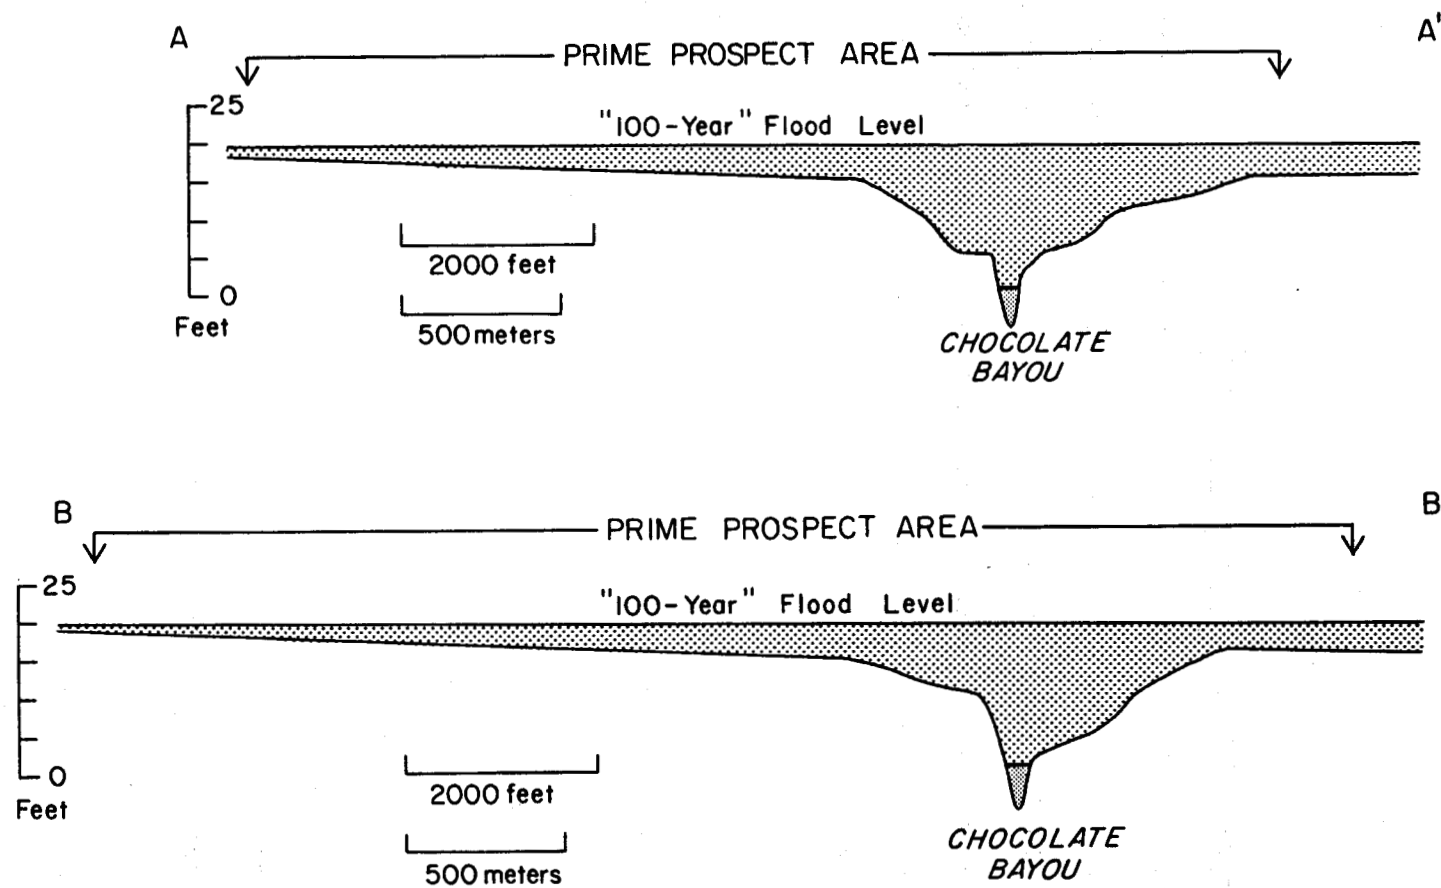 A
A'
PRIME PROSPECT AREA
25
"100-Year" Flood Level
2000 feet
0
Feet
500 meters
CHOCOLATE
BAYOU
B
B
PRIME PROSPECT AREA
25
"100-Year" Flood Level
0
2000 feet
Feet
500 meters
CHOCOLATE
BAYOU